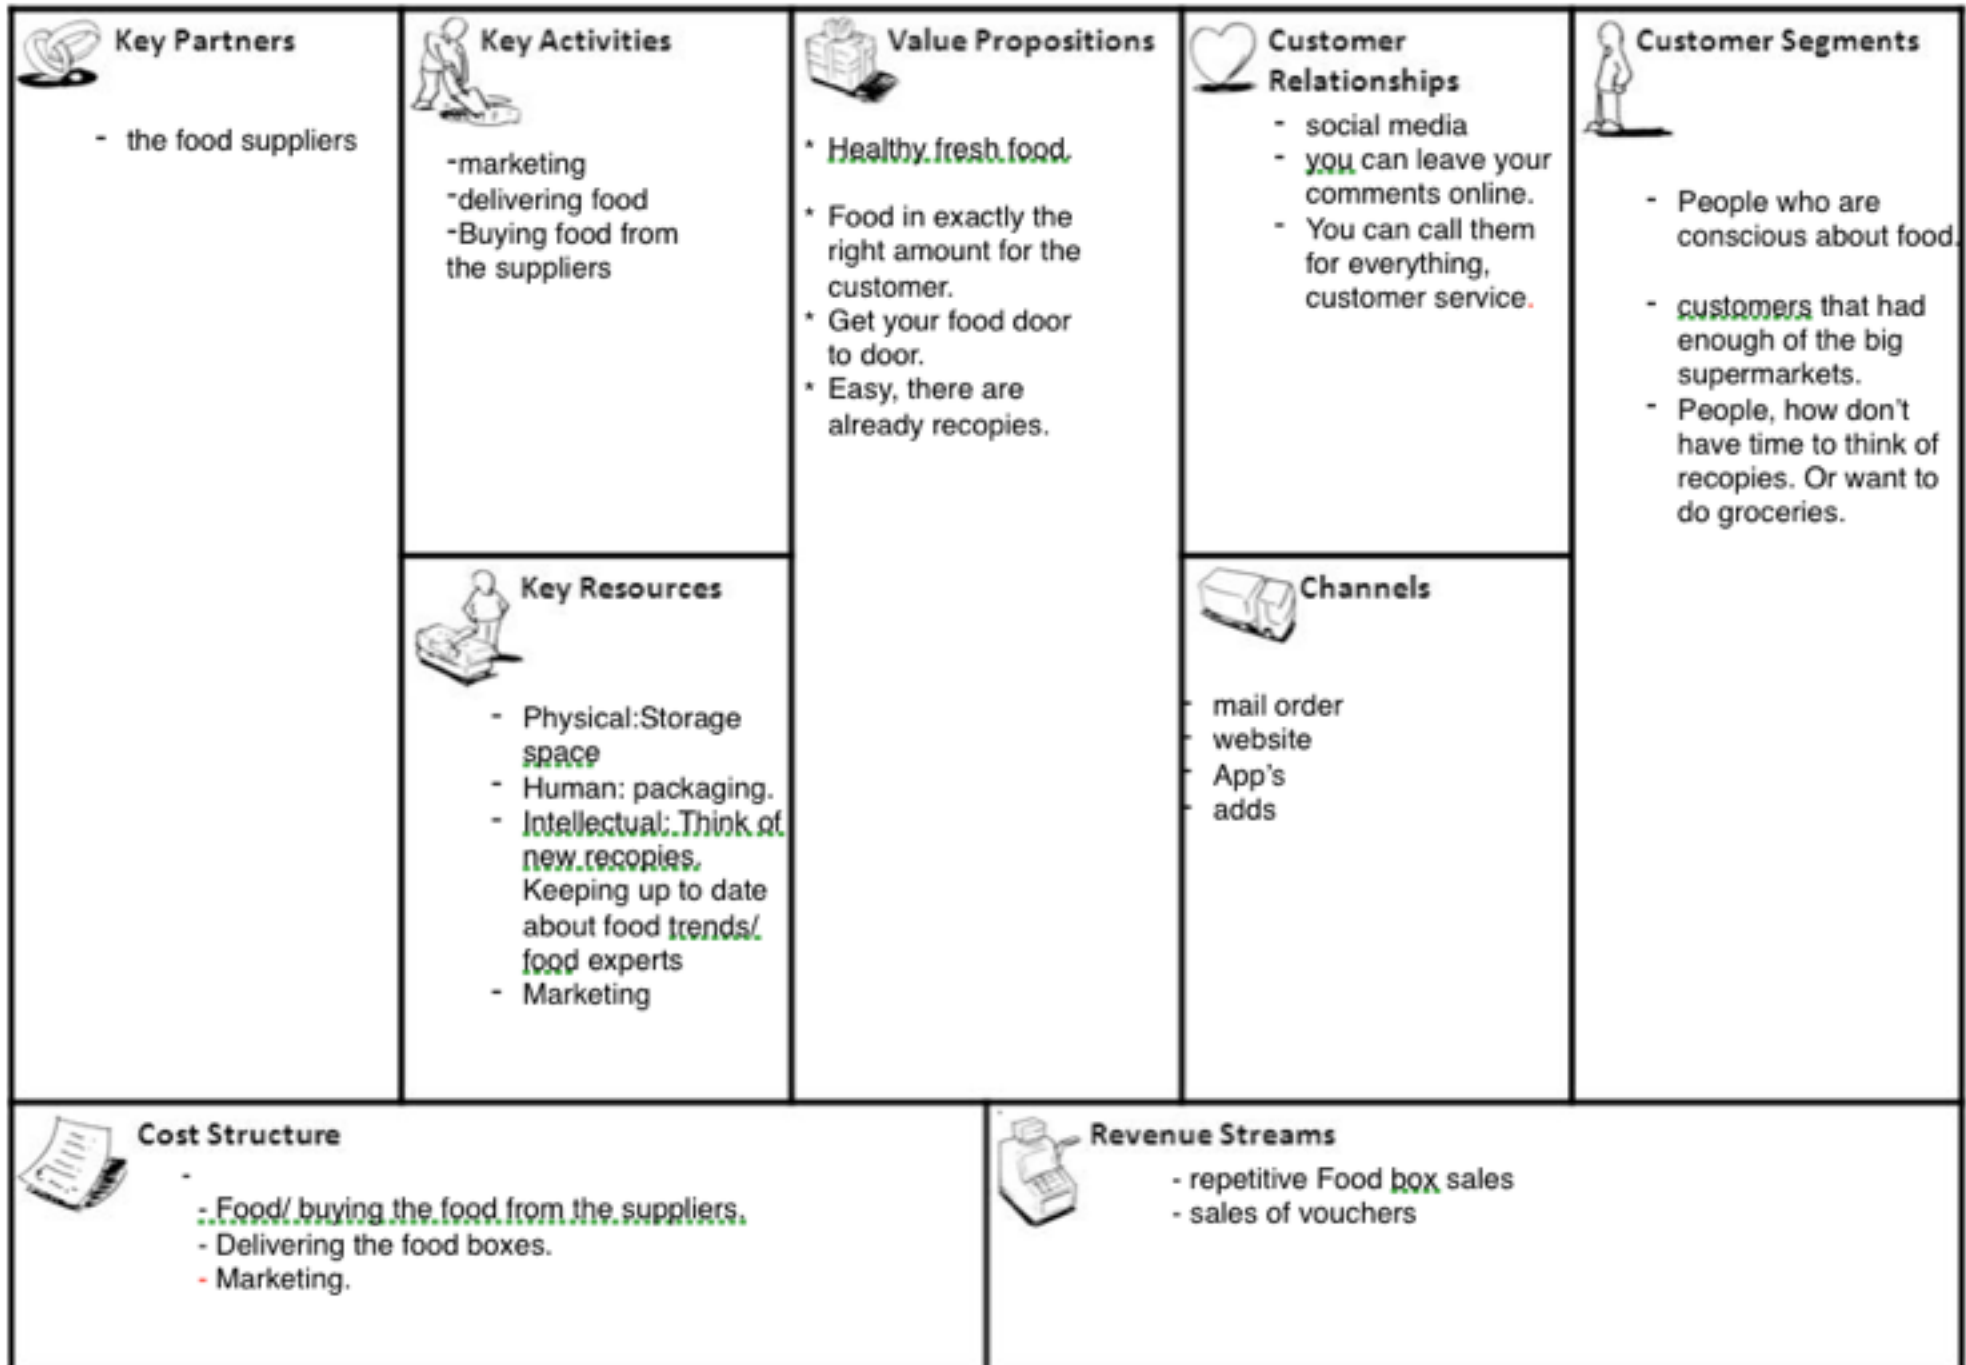 Key Partners
- the food suppliers
Key Activities
-marketing
-delivering food
-Buying food from
the suppliers
Key Resources
- Physical:Storage
space
- Human: packaging.
- Intellectual: Think of
new recopies.
Keeping up to date
about food trends/
food experts
- Marketing
Value Propositions
* Healthy fresh food.
* Food in exactly the
right amount for the
customer.
* Get your food door
to door.
* Easy, there are
already recopies.
Customer
Relationships
- social media
- you can leave your
comments online.
- You can call them
for everything,
customer service.
Channels
- mail order
- website
- App's
- adds
Customer Segments
- People who are
conscious about food.
- customers that had
enough of the big
supermarkets.
- People, how don't
have time to think of
recopies. Or want to
do groceries.
Cost Structure
-
- Food/ buying the food from the suppliers.
- Delivering the food boxes.
- Marketing.
Revenue Streams
- repetitive Food box sales
- sales of vouchers